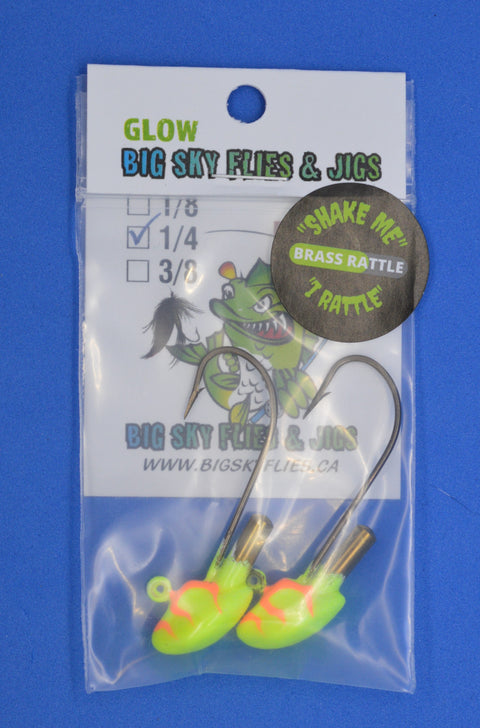 GLOW
BIG SKY FLIES & JIGS
1/8
1/4
3/8
"SHAKE ME"
BRASS RATTLE
"I RATTLE"
BIG SKY FLIES & JIGS
WWW.BIGSKYFLIES.CA